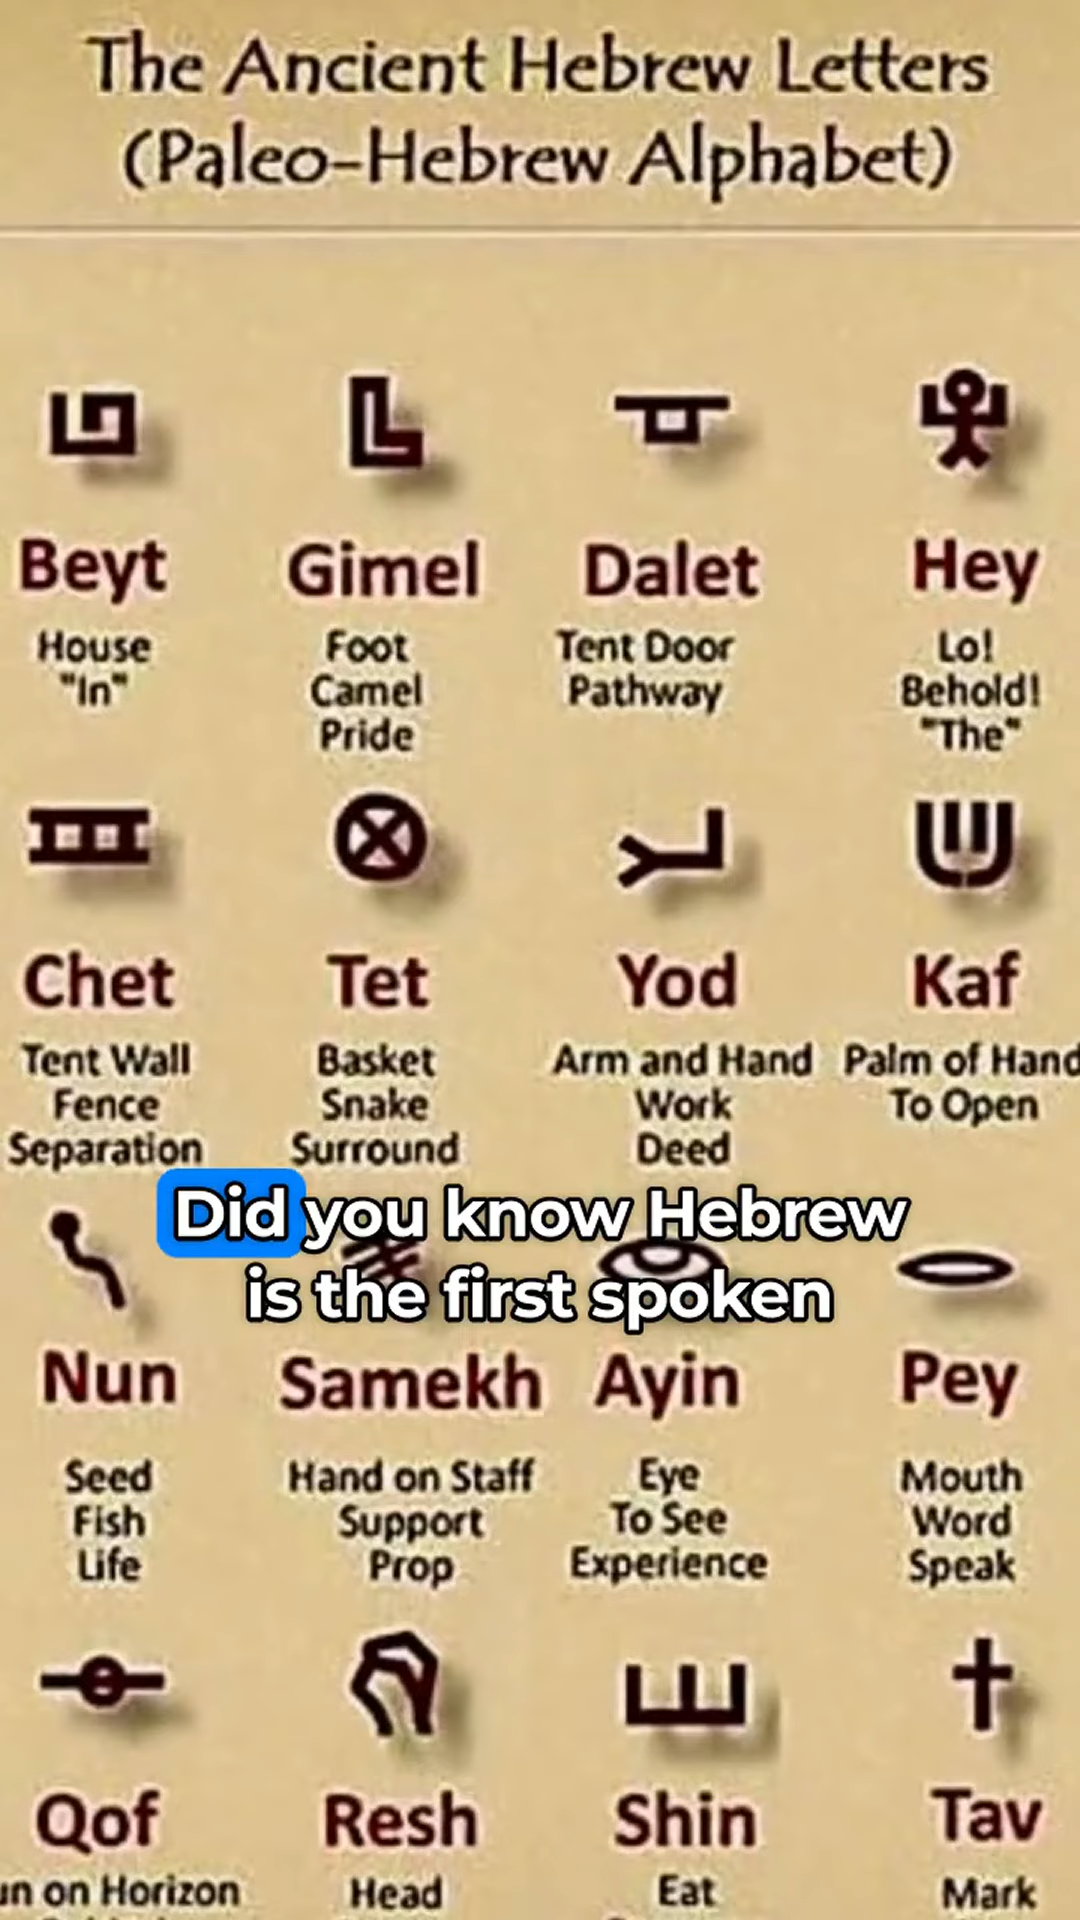 The Ancient Hebrew Letters
(Paleo-Hebrew Alphabet)
Beyt Gimel Dalet Hey
House Foot Tent Door Lo!
"In" Camel Pathway Behold!
Pride "The"
Chet Tet Yod Kaf
Tent Wall Basket Arm and Hand Palm of Hand
Fence Snake Work To Open
Separation Surround Deed
Did you know Hebrew
is the first spoken
Nun Samekh Ayin Pey
Seed Hand on Staff Eye Mouth
Fish Support To See Word
Life Prop Experience Speak
Qof Resh Shin Tav
un on Horizon Head Eat Mark